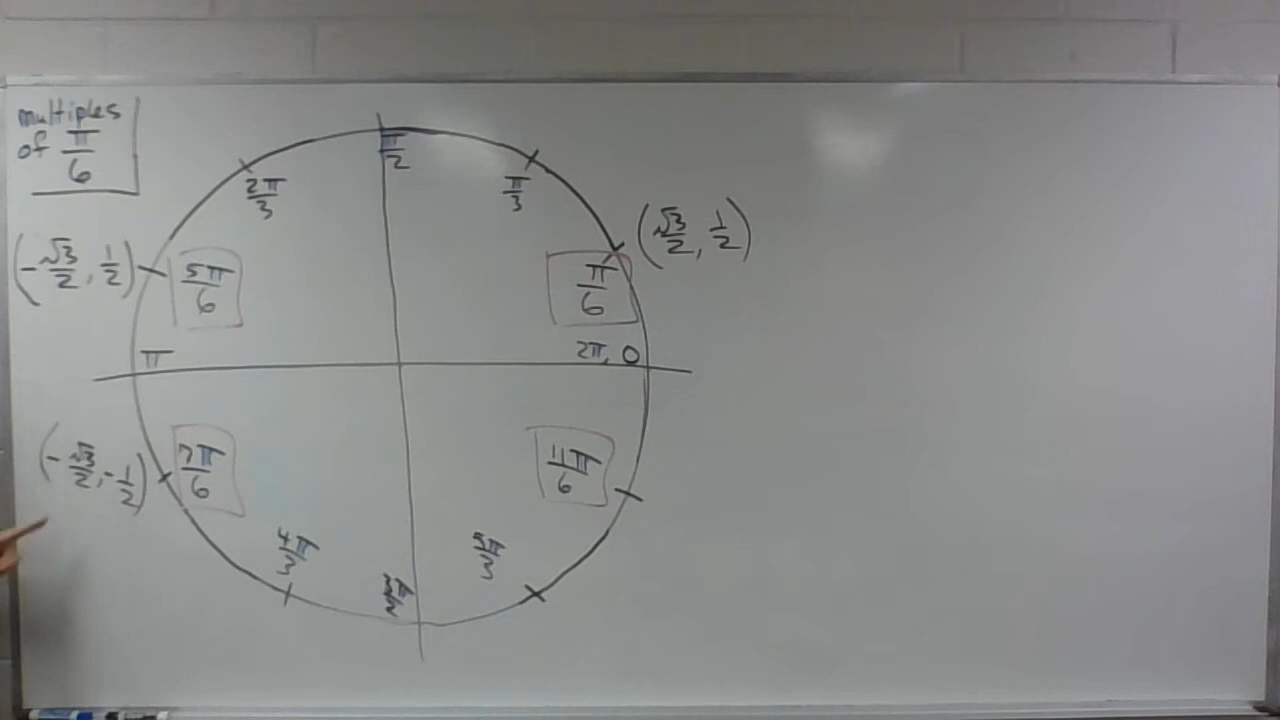 multiples
of π/6
π/2
2π/3
π/3
(√3/2, 1/2)
(-√3/2, 1/2)
5π/6
π/6
π
2π, 0
(-√3/2, -1/2)
7π/6
11π/6
4π/3
5π/3
3π/2